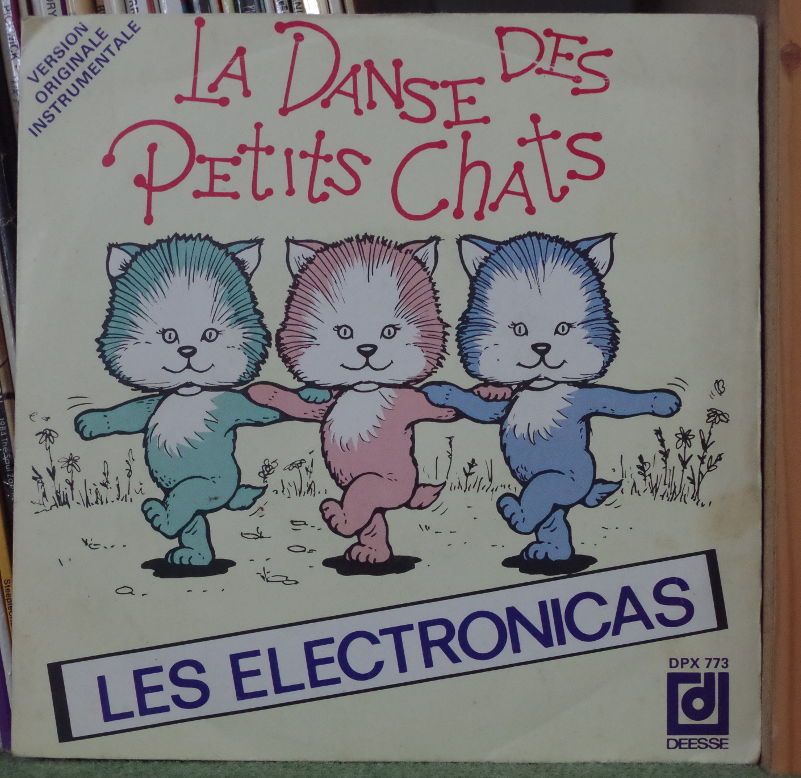 VERSION
ORIGINALE
INSTRUMENTALE
LA DANSE DES
PETITS CHATS
LES ELECTRONICAS
DPX 773
d
DEESSE